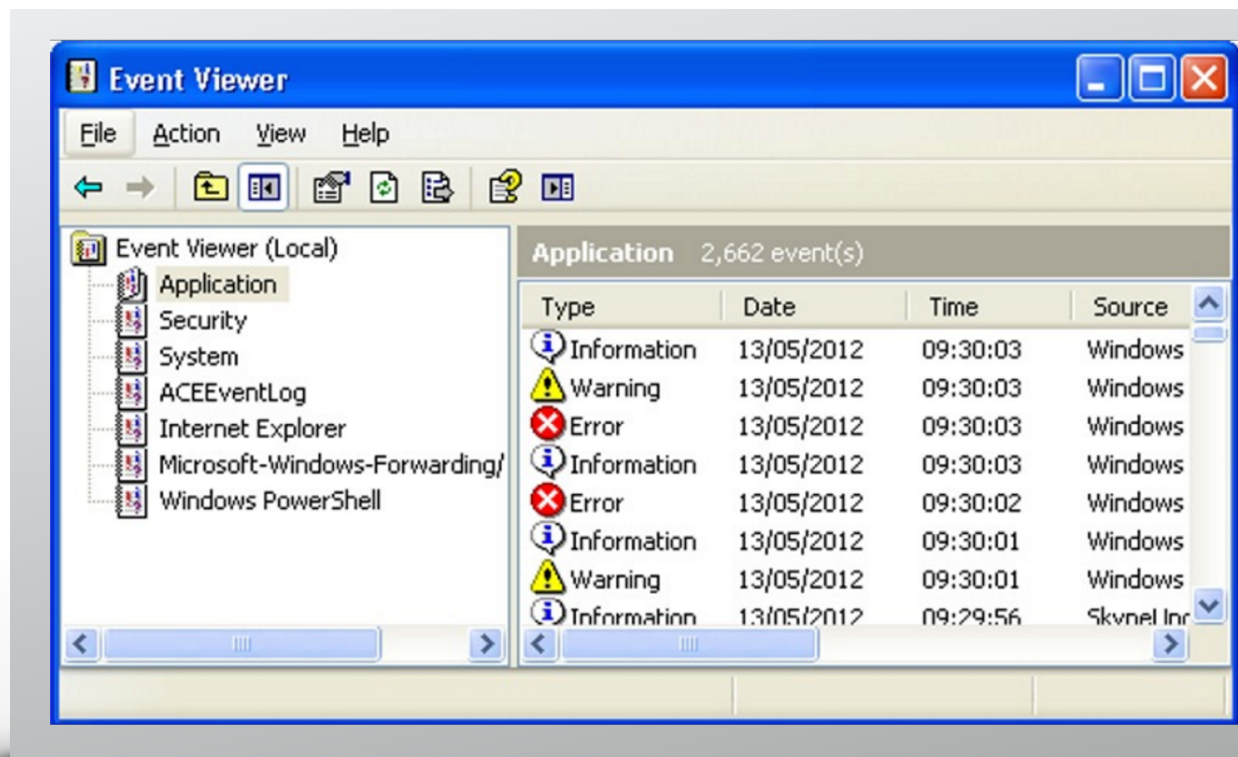 Event Viewer
File Action View Help
Event Viewer (Local)
Application
Security
System
ACEEventLog
Internet Explorer
Microsoft-Windows-Forwarding/
Windows PowerShell
Application 2,662 event(s)
Type Date Time Source
Information 13/05/2012 09:30:03 Windows
Warning 13/05/2012 09:30:03 Windows
Error 13/05/2012 09:30:03 Windows
Information 13/05/2012 09:30:03 Windows
Error 13/05/2012 09:30:02 Windows
Information 13/05/2012 09:30:01 Windows
Warning 13/05/2012 09:30:01 Windows
Information 13/05/2012 09:29:56